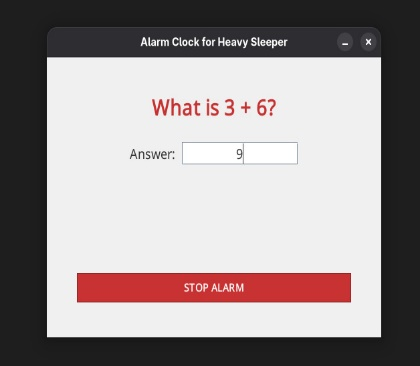 Alarm Clock for Heavy Sleeper
What is 3 + 6?
Answer: 9
STOP ALARM